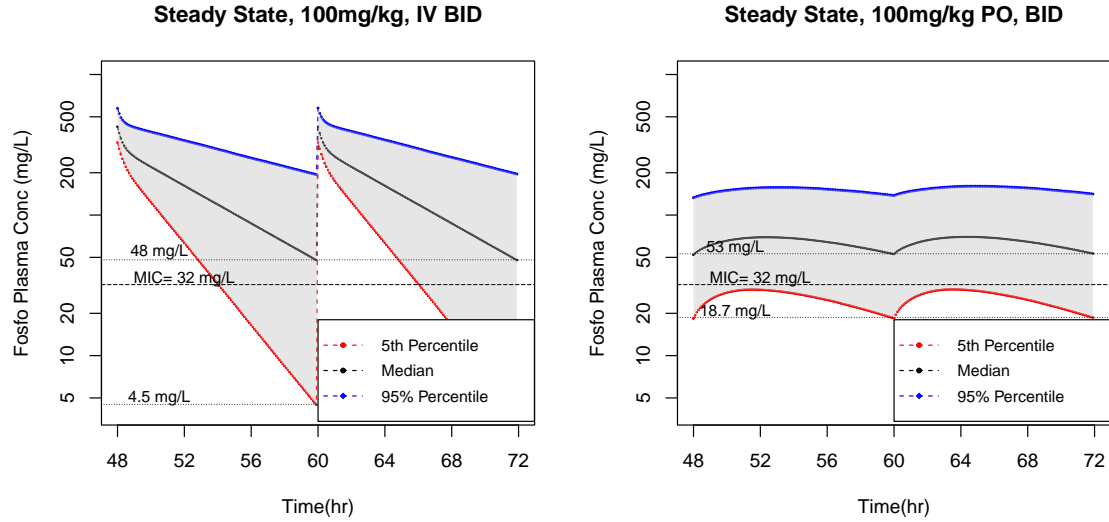 Steady State, 100mg/kg, IV BID
Fosfo Plasma Conc (mg/L)
500
200
50
20
10
5
48 mg/L
MIC= 32 mg/L
4.5 mg/L
5th Percentile
Median
95% Percentile
48 52 56 60 64 68 72
Time(hr)
Steady State, 100mg/kg PO, BID
Fosfo Plasma Conc (mg/L)
500
200
50
20
10
5
53 mg/L
MIC= 32 mg/L
18.7 mg/L
5th Percentile
Median
95% Percentile
48 52 56 60 64 68 72
Time(hr)